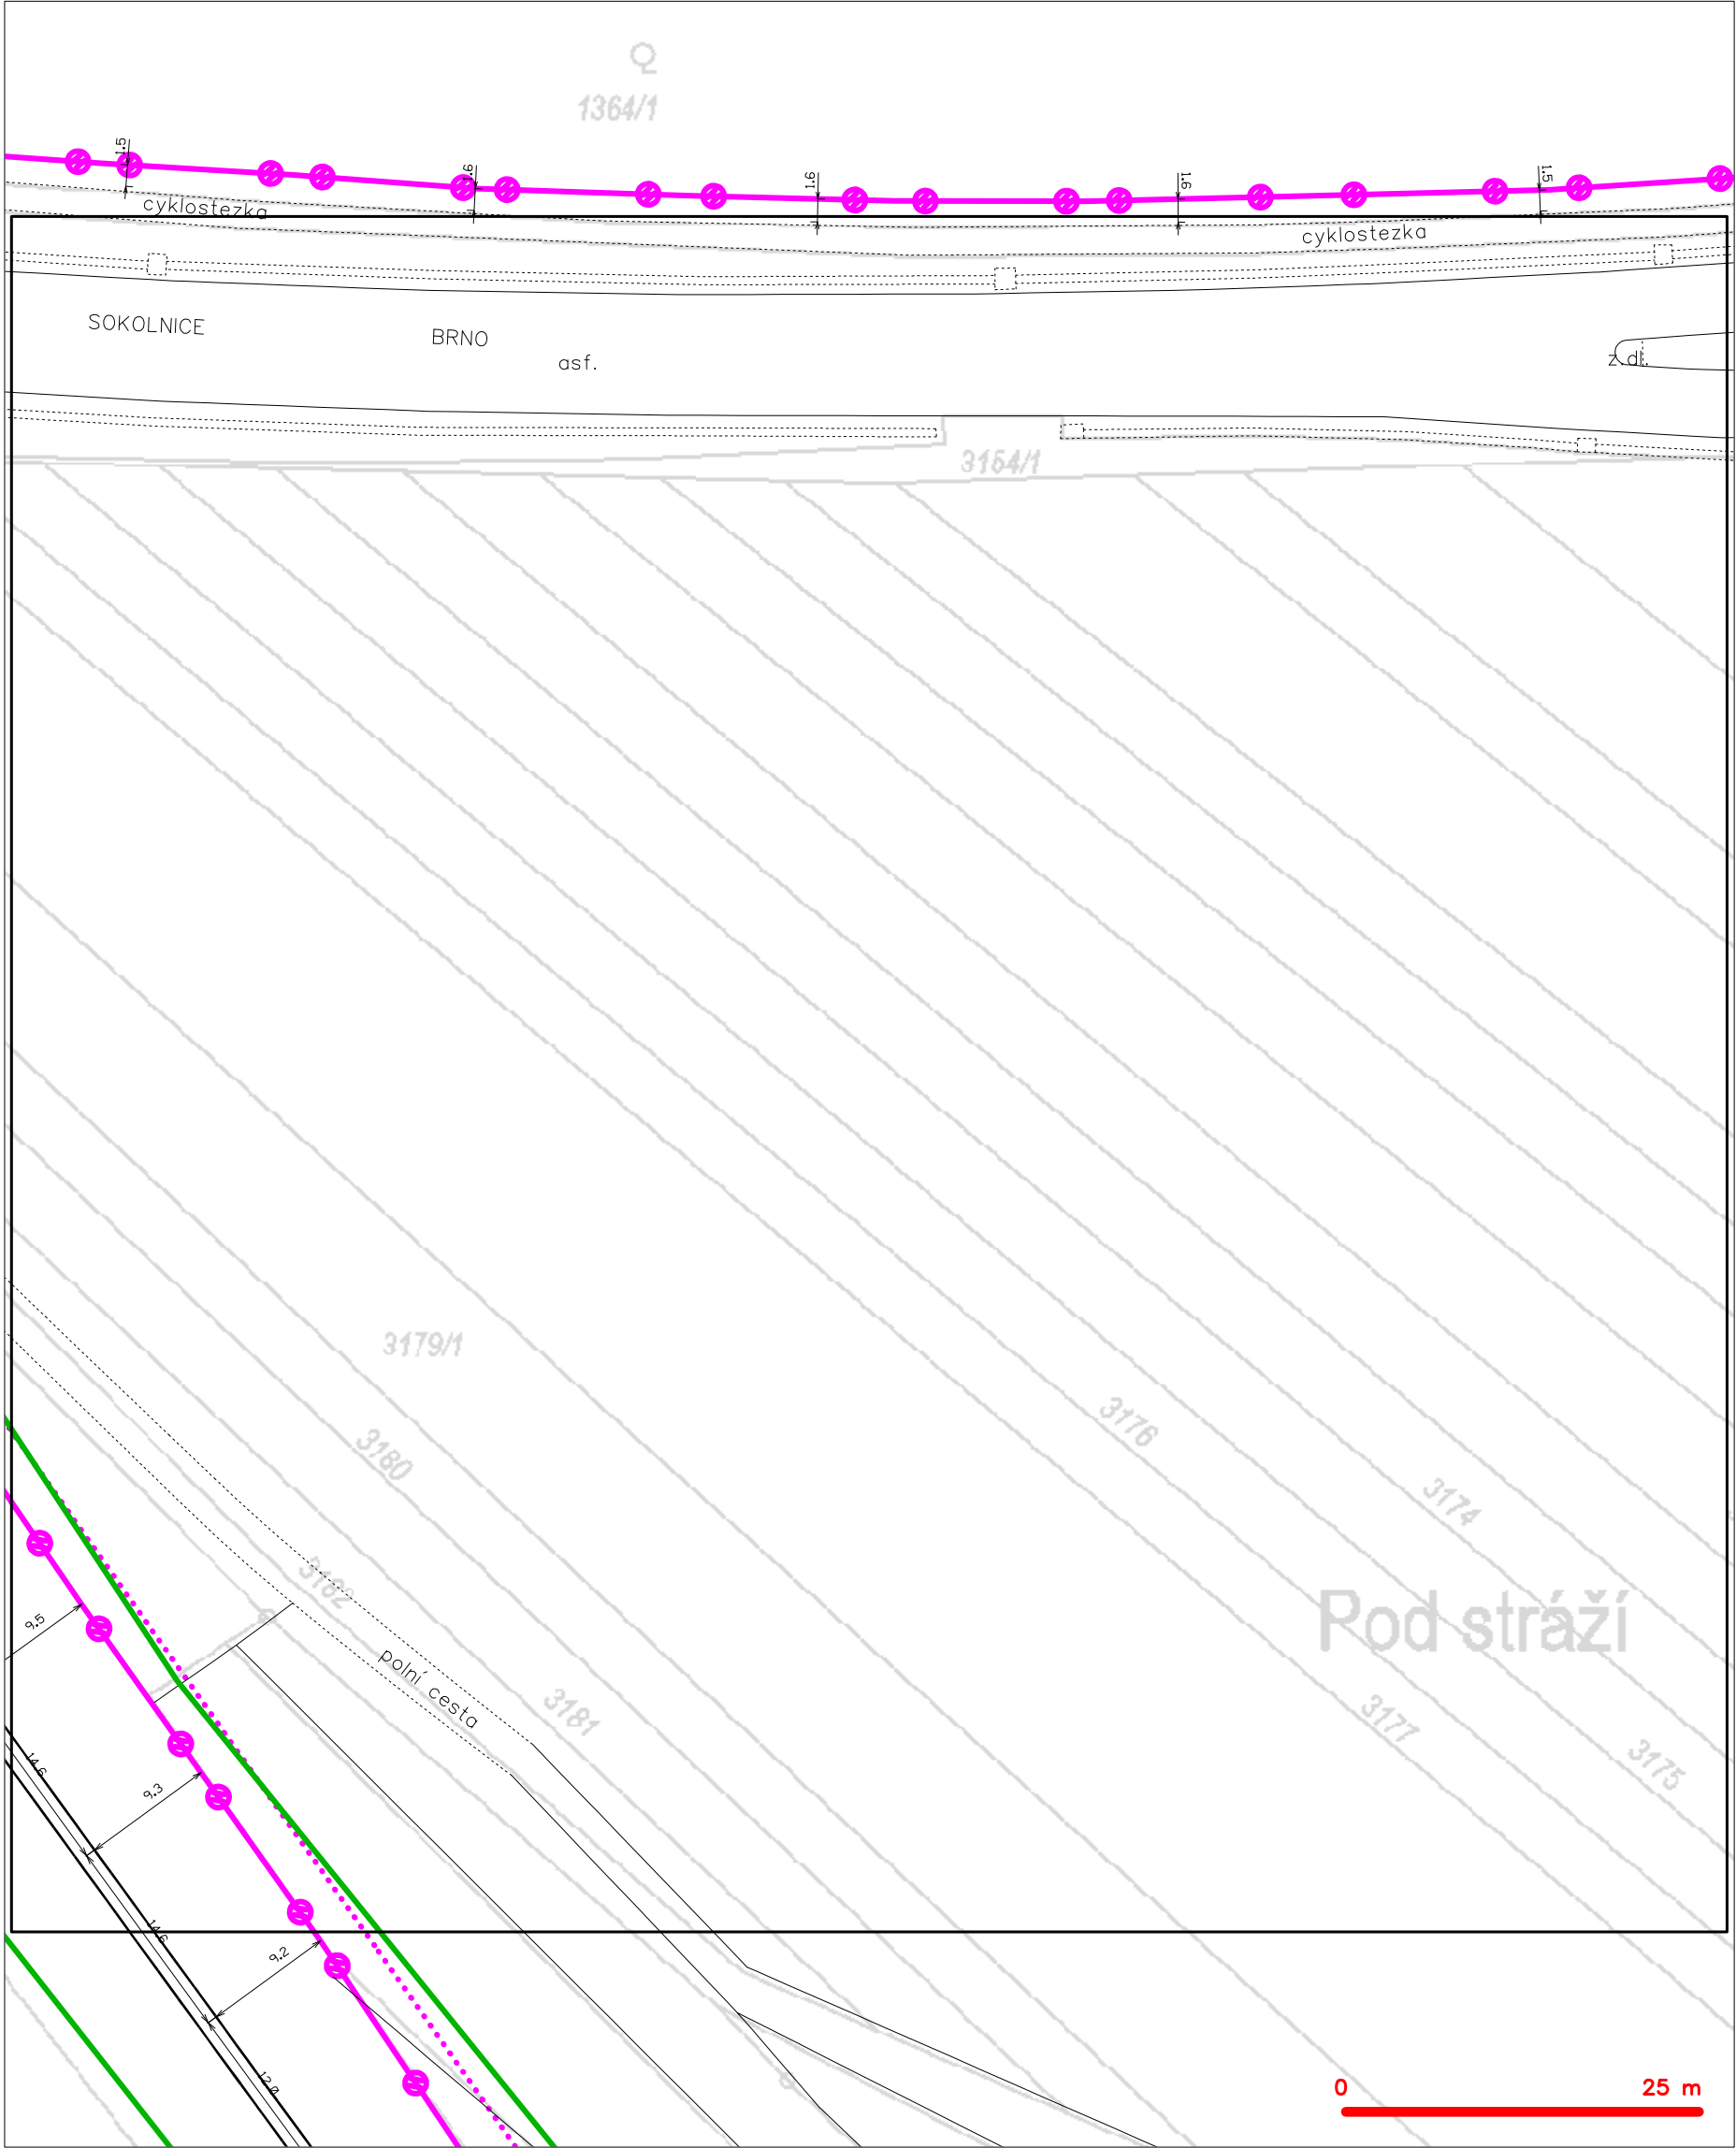 Q
1364/1
1.5
1.6
1.6
1.6
1.5
cyklostezka
cyklostezka
SOKOLNICE
BRNO
asf.
z.dl.
3154/1
3179/1
3176
3180
3174
3182
9.5
Pod stráží
polní cesta
3181
3177
3175
14.6
9.3
14.6
9.2
12.0
0 25 m